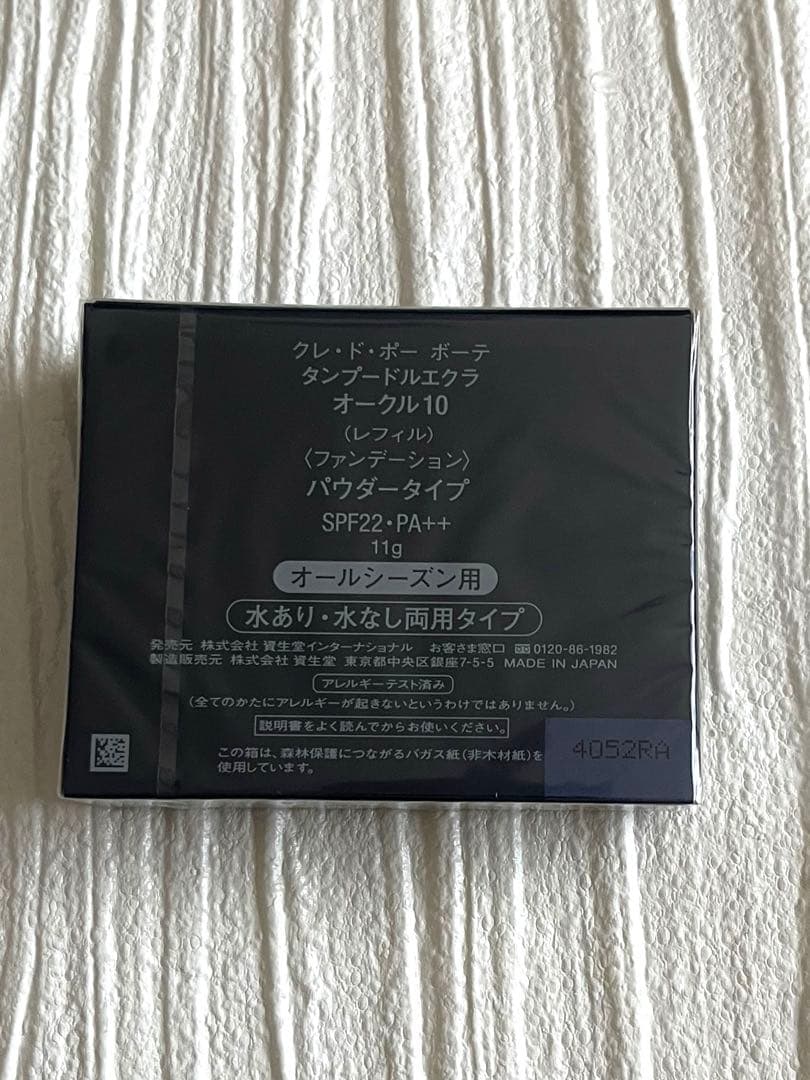 クレ・ド・ポー ボーテ
タンプードルエクラ
オークル10
(レフィル)
〈ファンデーション〉
パウダータイプ
SPF22・PA++
11g
オールシーズン用
水あり・水なし両用タイプ
発売元 株式会社 資生堂インターナショナル お客さま窓口 0120-86-1982
製造販売元 株式会社 資生堂 東京都中央区銀座7-5-5 MADE IN JAPAN
アレルギーテスト済み
(全てのかたにアレルギーが起きないというわけではありません。)
説明書をよく読んでからお使いください。
この箱は、森林保護につながるバガス紙(非木材紙)を
使用しています。
4052RA